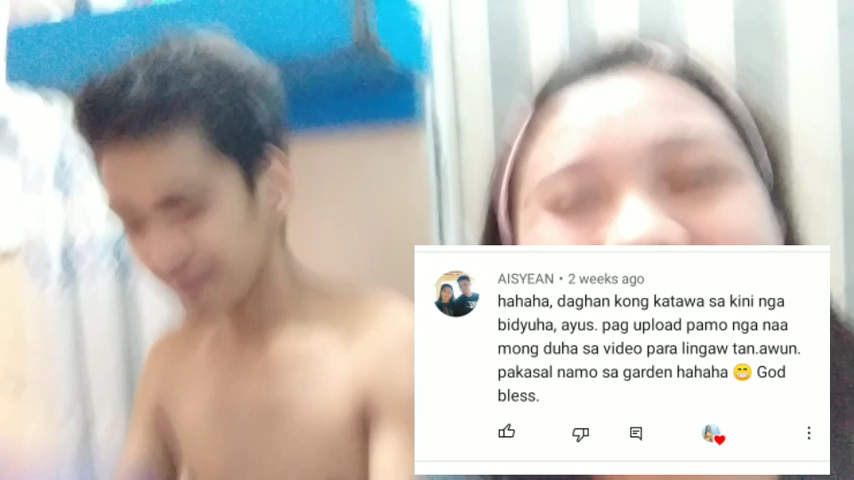 AISYEAN • 2 weeks ago
hahaha, daghan kong katawa sa kini nga
bidyuha, ayus. pag upload pamo nga naa
mong duha sa video para lingaw tan.awun.
pakasal namo sa garden hahaha 😁 God
bless.